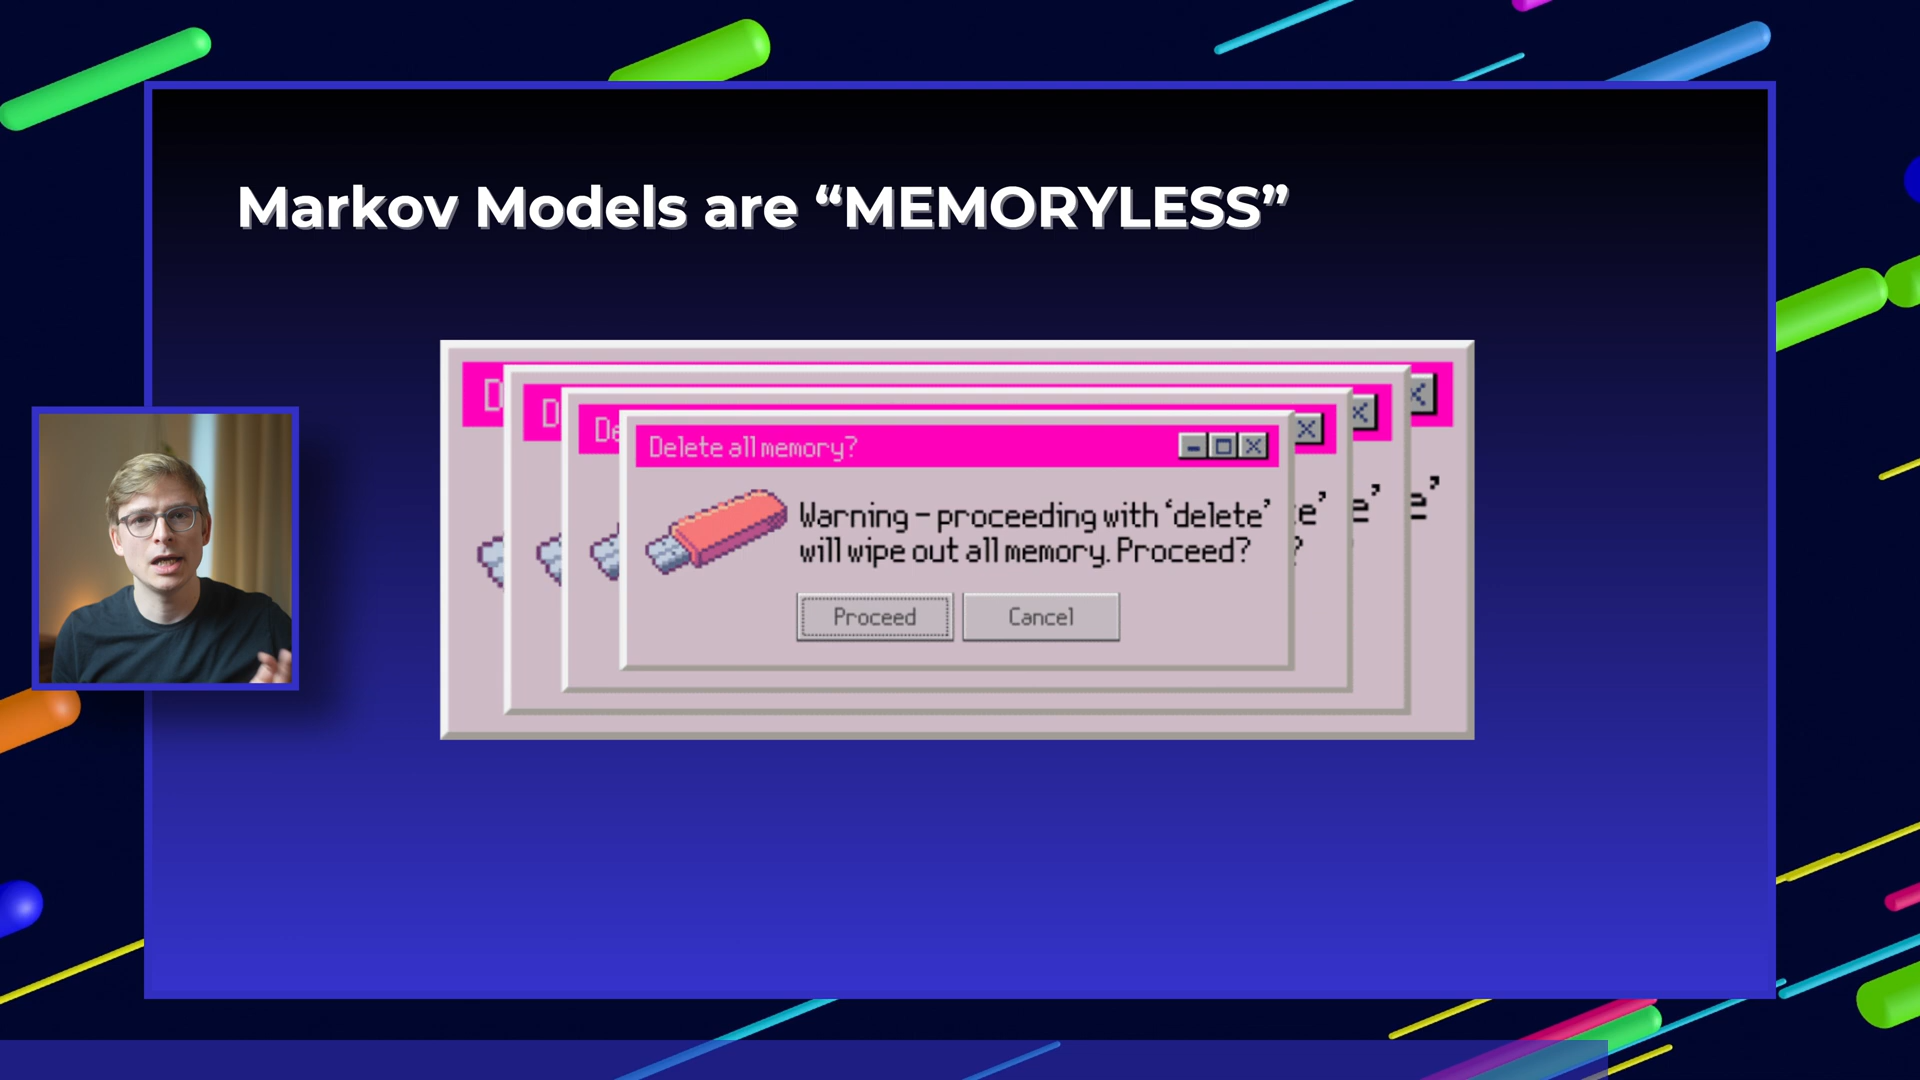 Markov Models are “MEMORYLESS”
Delete all memory?
Warning – proceeding with ‘delete’
will wipe out all memory. Proceed?
Proceed
Cancel